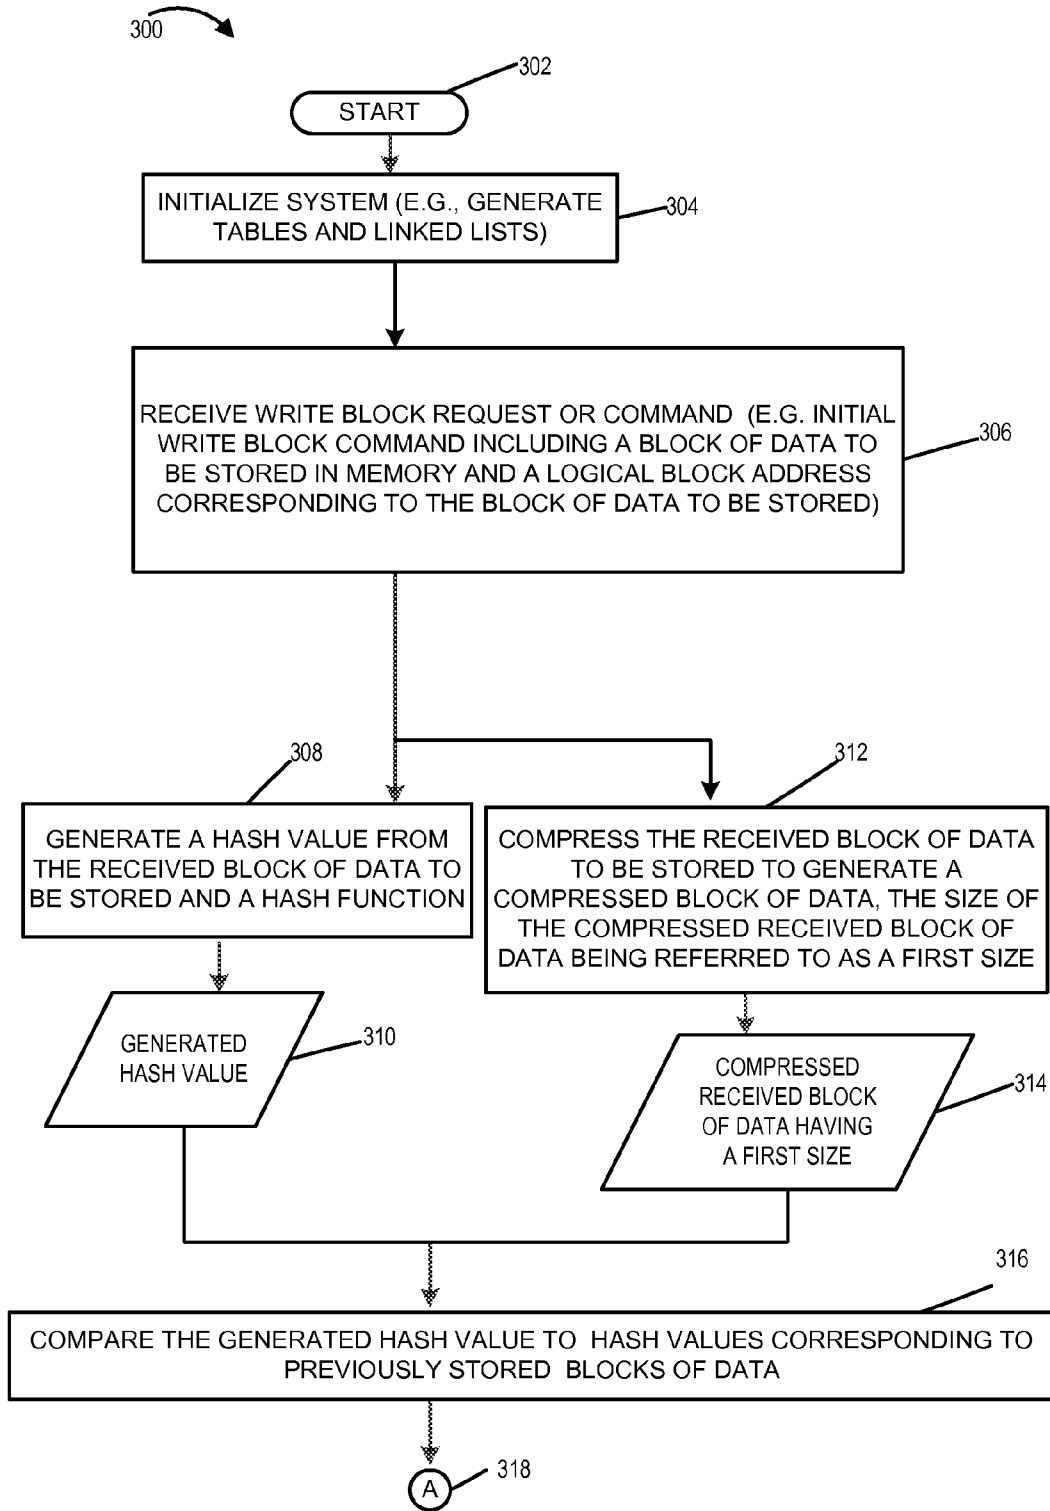 300
302
START
INITIALIZE SYSTEM (E.G., GENERATE
TABLES AND LINKED LISTS)
304
RECEIVE WRITE BLOCK REQUEST OR COMMAND (E.G. INITIAL
WRITE BLOCK COMMAND INCLUDING A BLOCK OF DATA TO
BE STORED IN MEMORY AND A LOGICAL BLOCK ADDRESS
CORRESPONDING TO THE BLOCK OF DATA TO BE STORED)
306
308
GENERATE A HASH VALUE FROM
THE RECEIVED BLOCK OF DATA TO
BE STORED AND A HASH FUNCTION
312
COMPRESS THE RECEIVED BLOCK OF DATA
TO BE STORED TO GENERATE A
COMPRESSED BLOCK OF DATA, THE SIZE OF
THE COMPRESSED RECEIVED BLOCK OF
DATA BEING REFERRED TO AS A FIRST SIZE
GENERATED
HASH VALUE
310
COMPRESSED
RECEIVED BLOCK
OF DATA HAVING
A FIRST SIZE
314
316
COMPARE THE GENERATED HASH VALUE TO HASH VALUES CORRESPONDING TO
PREVIOUSLY STORED BLOCKS OF DATA
A
318